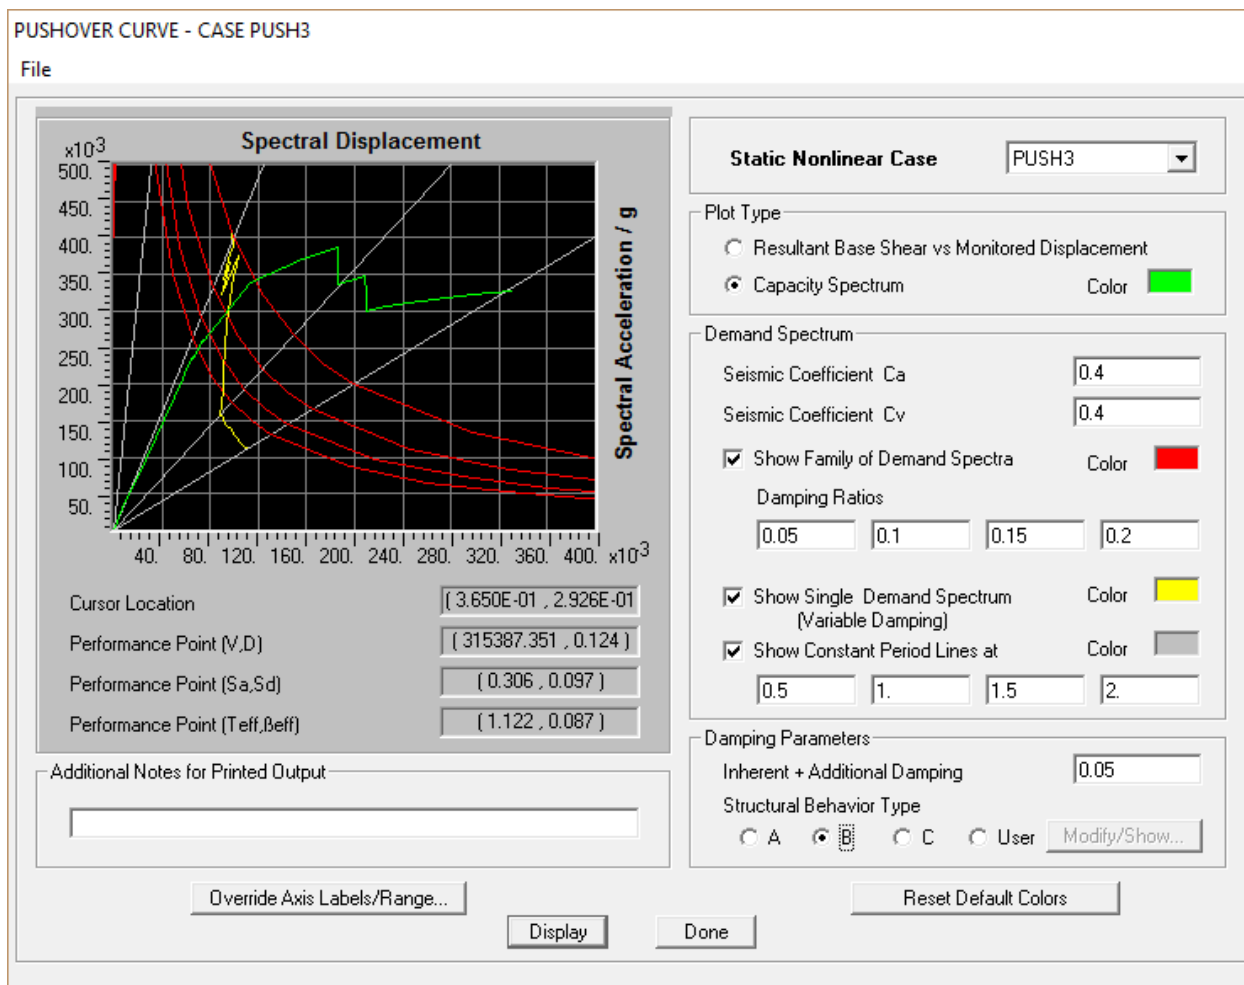 PUSHOVER CURVE - CASE PUSH3
File
Spectral Displacement
x10-3
500.
450.
400.
350.
300.
250.
200.
150.
100.
50.
40. 80. 120. 160. 200. 240. 280. 320. 360. 400. x10-3
Spectral Acceleration / g
Cursor Location ( 3.650E-01 , 2.926E-01
Performance Point (V,D) ( 315387.351 , 0.124 )
Performance Point (Sa,Sd) ( 0.306 , 0.097 )
Performance Point (Teff,ßeff) ( 1.122 , 0.087 )
Additional Notes for Printed Output
Override Axis Labels/Range...
Static Nonlinear Case PUSH3
Plot Type
Resultant Base Shear vs Monitored Displacement
Capacity Spectrum Color
Demand Spectrum
Seismic Coefficient Ca 0.4
Seismic Coefficient Cv 0.4
Show Family of Demand Spectra Color
Damping Ratios
0.05 0.1 0.15 0.2
Show Single Demand Spectrum Color
(Variable Damping)
Show Constant Period Lines at Color
0.5 1. 1.5 2.
Damping Parameters
Inherent + Additional Damping 0.05
Structural Behavior Type
A B C User Modify/Show...
Reset Default Colors
Display Done